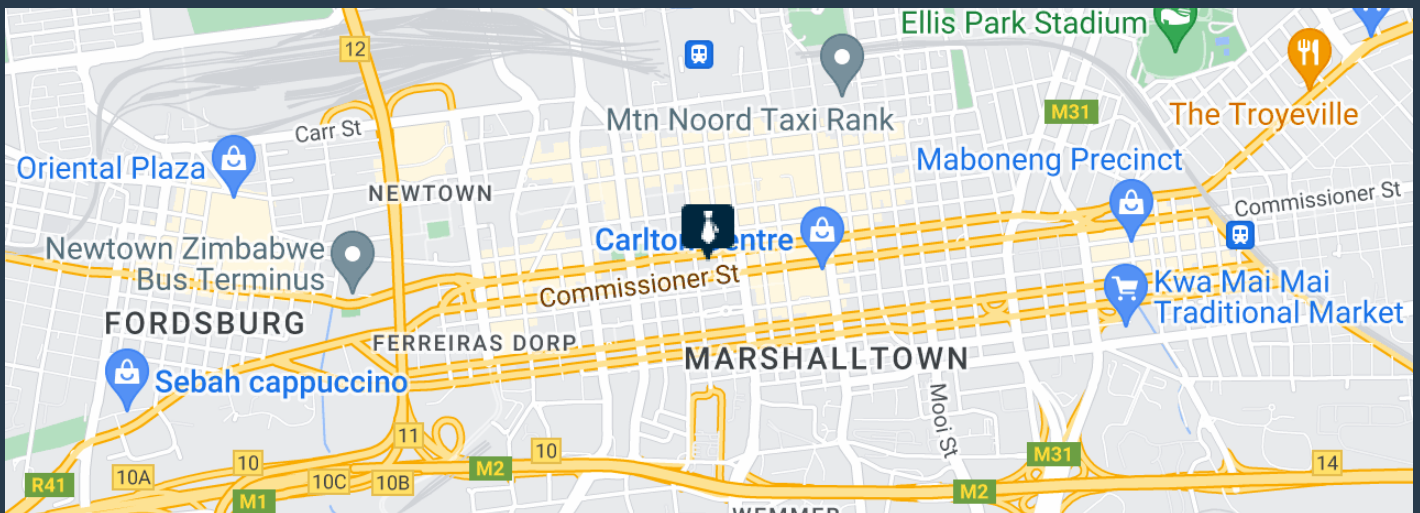 Ellis Park Stadium
12
Mtn Noord Taxi Rank
M31
The Troyeville
Carr St
Oriental Plaza
Maboneng Precinct
NEWTOWN
Commissioner St
Newtown Zimbabwe
Bus Terminus
Carlto entre
Commissioner St
Kwa Mai Mai
Traditional Market
FORDSBURG
FERREIRAS DORP
MARSHALLTOWN
Sebah cappuccino
Mooi St
11
10
M31
10
M2
14
R41
10A
10C
10B
M1
M2